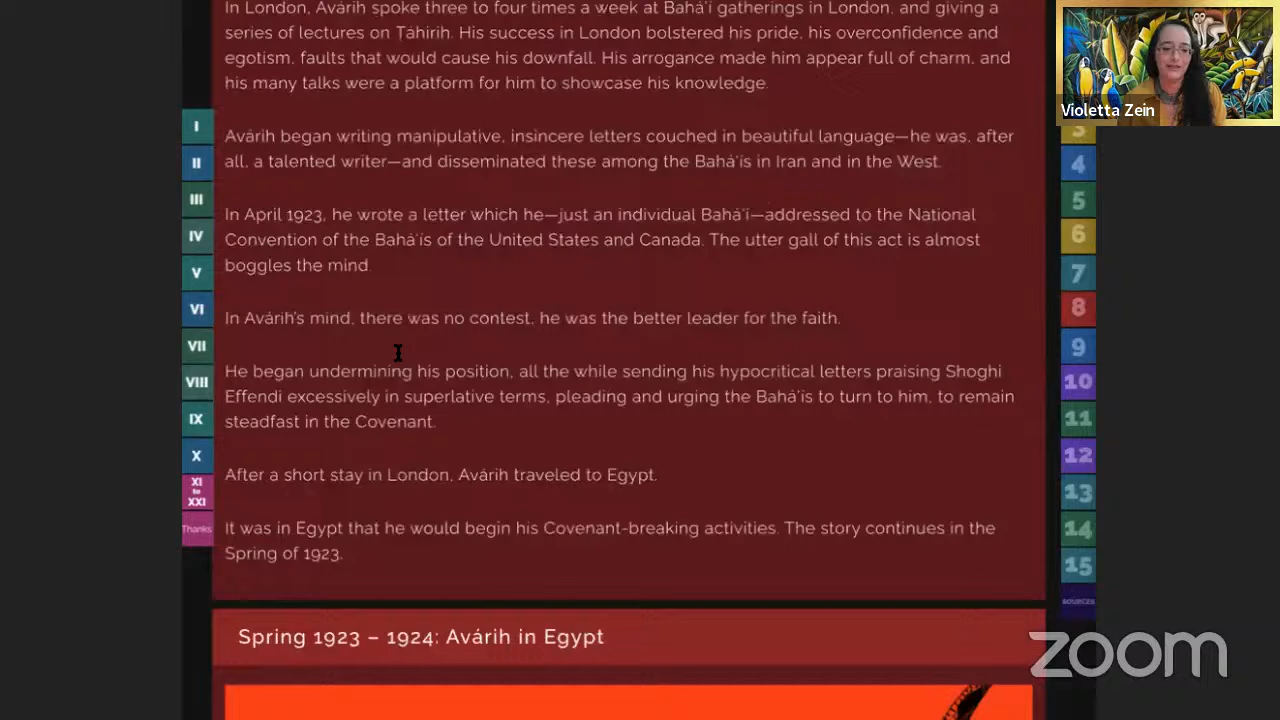 In London, Avárih spoke three to four times a week at Bahá'í gatherings in London, and giving a
series of lectures on Táhirih. His success in London bolstered his pride, his overconfidence and
egotism, faults that would cause his downfall. His arrogance made him appear full of charm, and
his many talks were a platform for him to showcase his knowledge.
Avárih began writing manipulative, insincere letters couched in beautiful language—he was, after
all, a talented writer—and disseminated these among the Bahá'ís in Iran and in the West.
In April 1923, he wrote a letter which he—just an individual Bahá'í—addressed to the National
Convention of the Bahá'ís of the United States and Canada. The utter gall of this act is almost
boggles the mind.
In Avárih's mind, there was no contest, he was the better leader for the faith.
He began undermining his position, all the while sending his hypocritical letters praising Shoghi
Effendi excessively in superlative terms, pleading and urging the Bahá'ís to turn to him, to remain
steadfast in the Covenant.
After a short stay in London, Avárih traveled to Egypt.
It was in Egypt that he would begin his Covenant-breaking activities. The story continues in the
Spring of 1923.
Spring 1923 – 1924: Avárih in Egypt
I
II
III
IV
V
VI
VII
VIII
IX
X
XI
to
XXI
Thanks
Violetta Zein
3
4
5
6
7
8
9
10
11
12
13
14
15
SOURCES
zoom